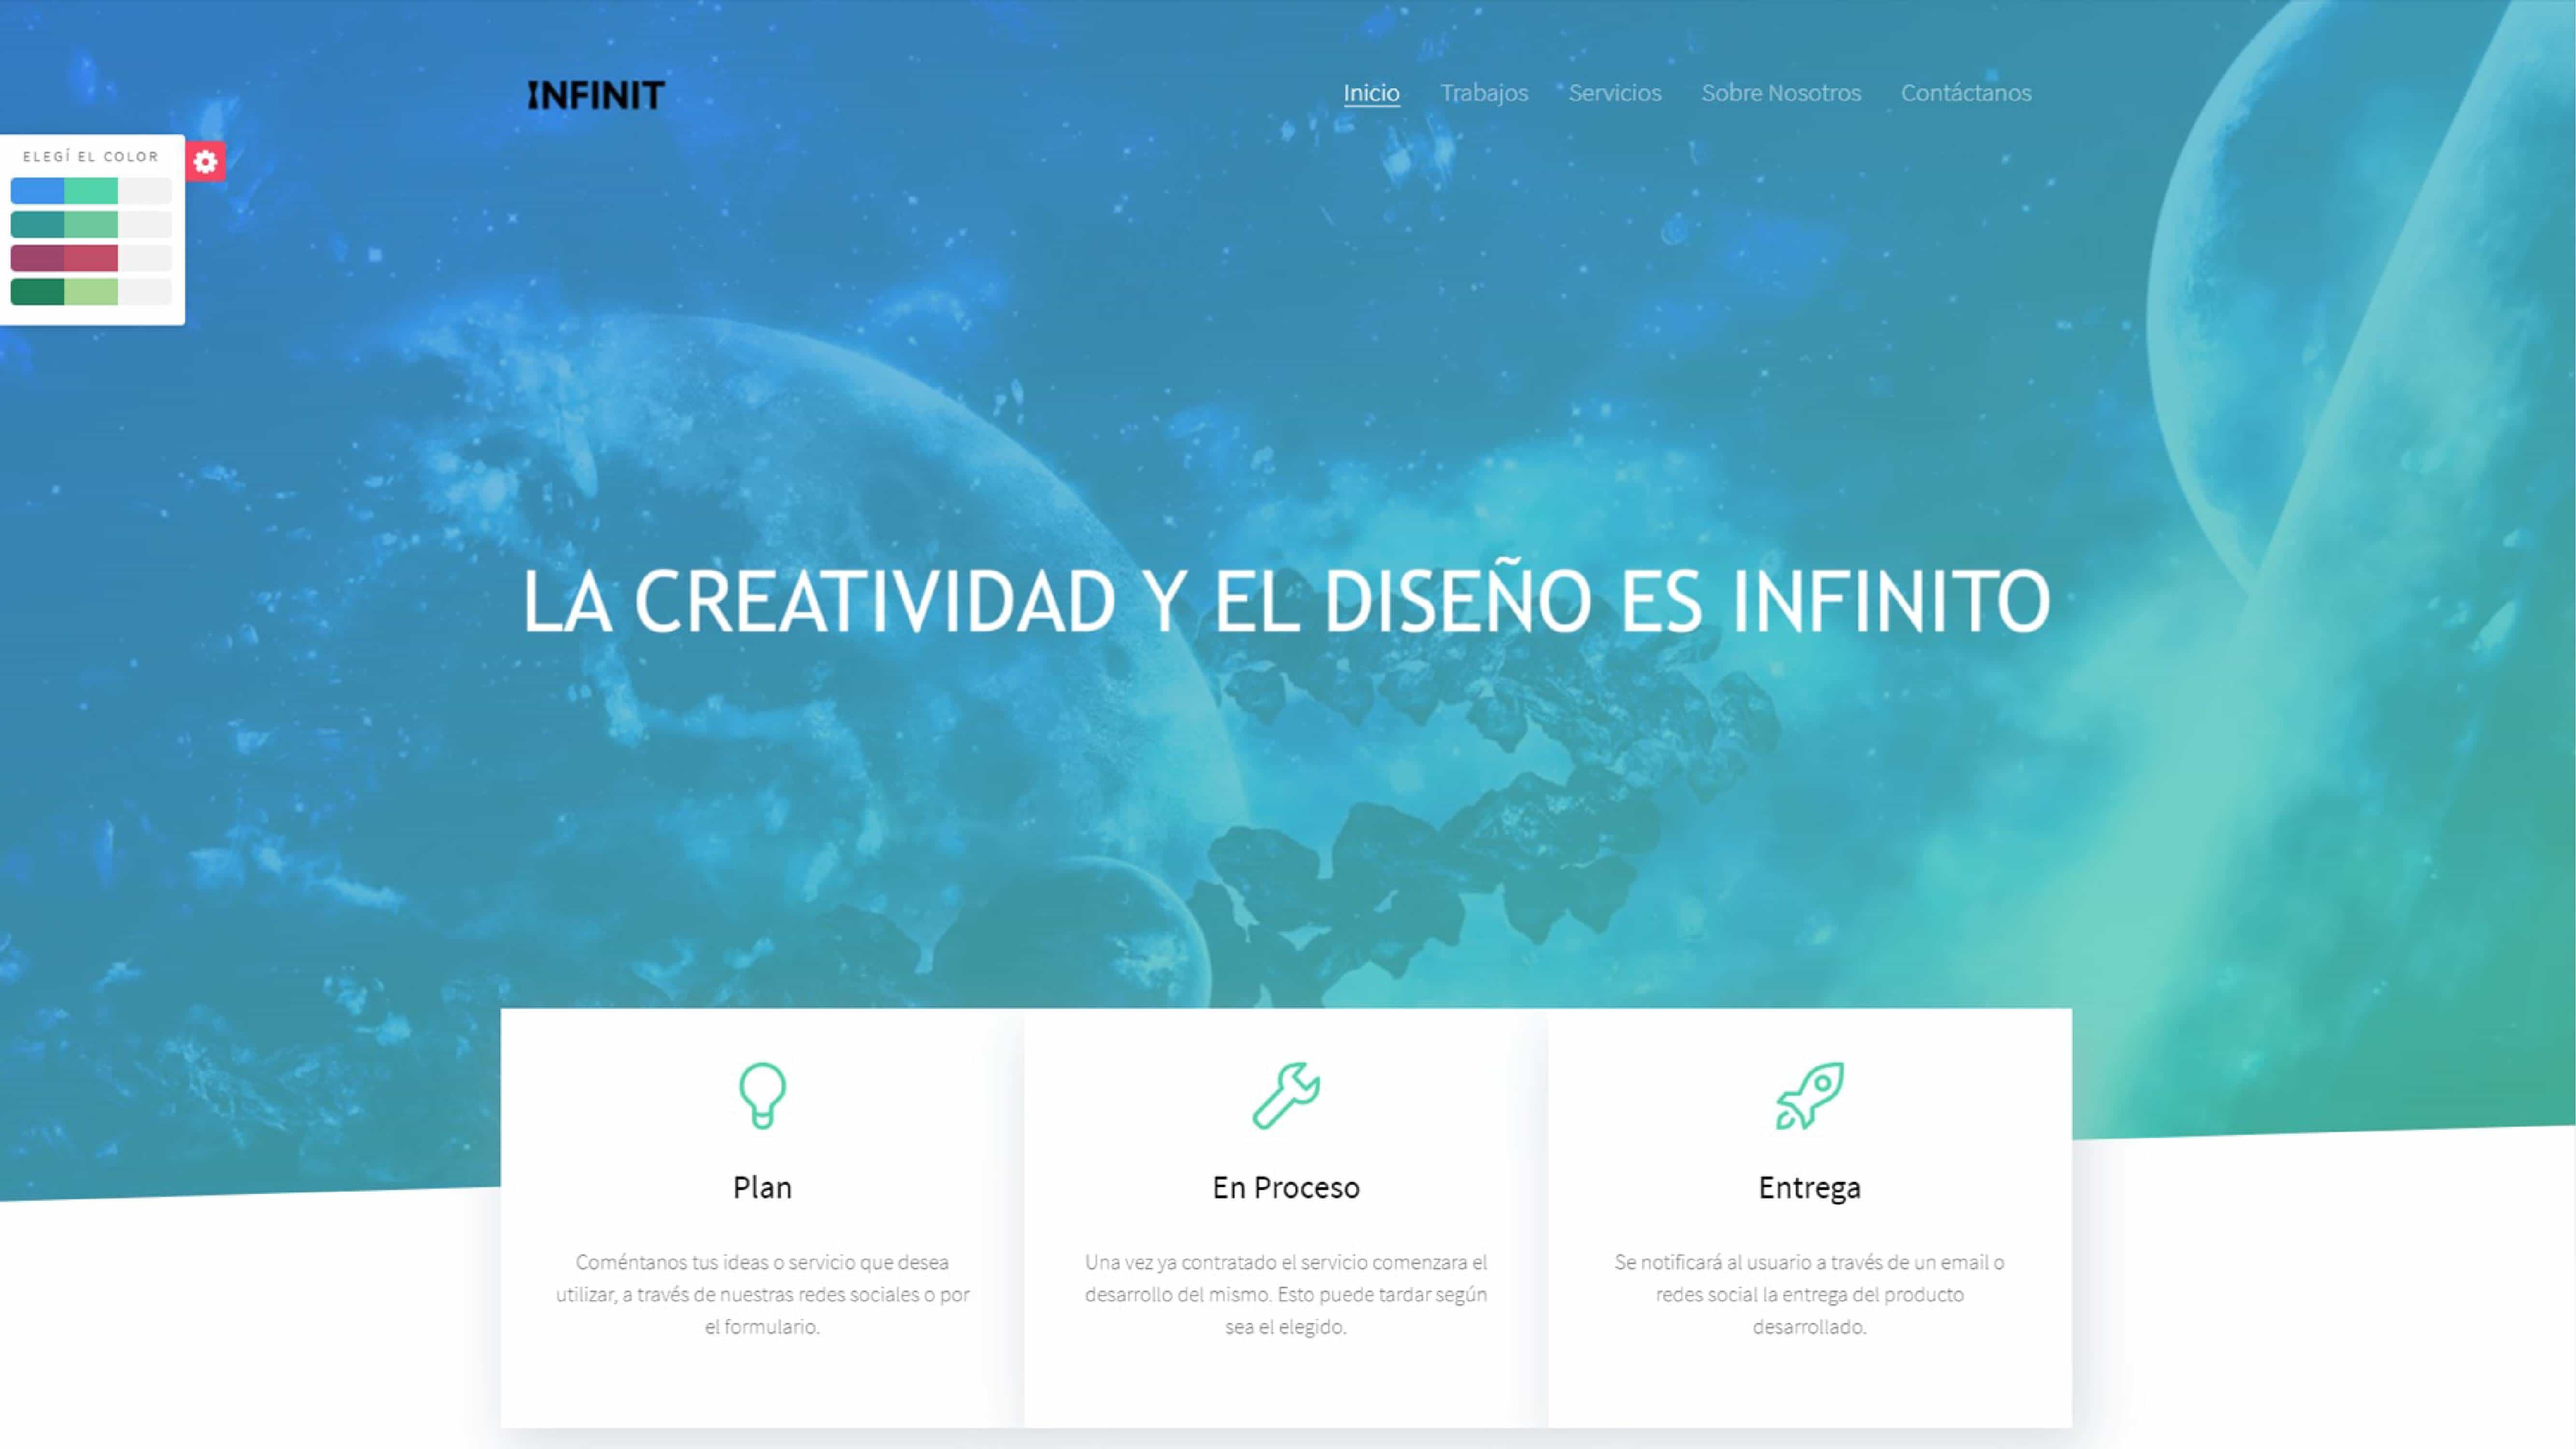 INFINIT
Inicio Trabajos Servicios Sobre Nosotros Contáctanos
ELEGÍ EL COLOR
LA CREATIVIDAD Y EL DISEÑO ES INFINITO
Plan
Coméntanos tus ideas o servicio que desea
utilizar, a través de nuestras redes sociales o por
el formulario.
En Proceso
Una vez ya contratado el servicio comenzara el
desarrollo del mismo. Esto puede tardar según
sea el elegido.
Entrega
Se notificará al usuario a través de un email o
redes social la entrega del producto
desarrollado.